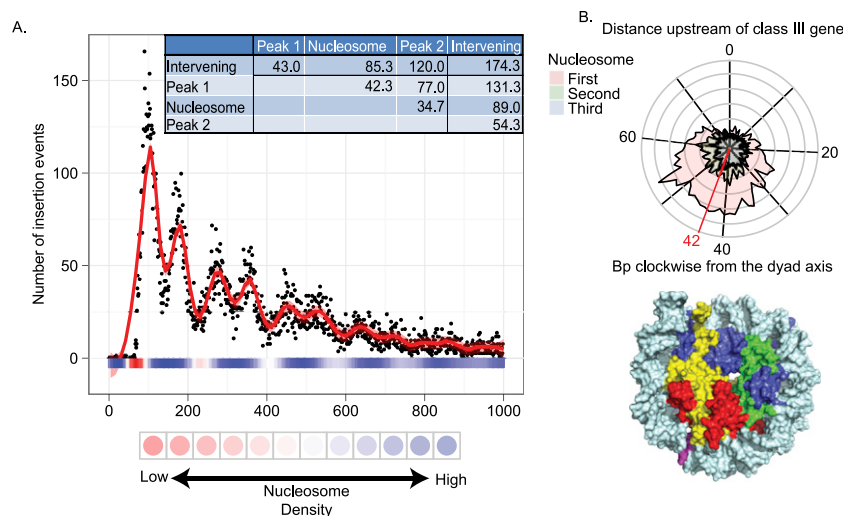 A.
Peak 1 Nucleosome Peak 2 Intervening
Intervening 43.0 85.3 120.0 174.3
Peak 1 42.3 77.0 131.3
Nucleosome 34.7 89.0
Peak 2 54.3
Number of insertion events
150
100
50
0
0 200 400 600 800 1000
Low High
Nucleosome
Density
B.
Distance upstream of class III gene
Nucleosome
First
Second
Third
0
20
40
42
60
Bp clockwise from the dyad axis